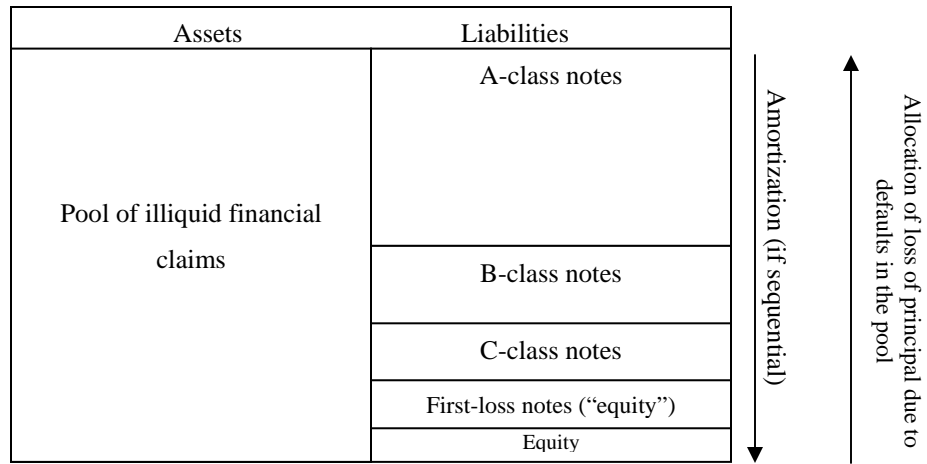 Assets
Liabilities
Pool of illiquid financial
claims
A-class notes
B-class notes
C-class notes
First-loss notes (“equity”)
Equity
Amortization (if sequential)
Allocation of loss of principal due to
defaults in the pool